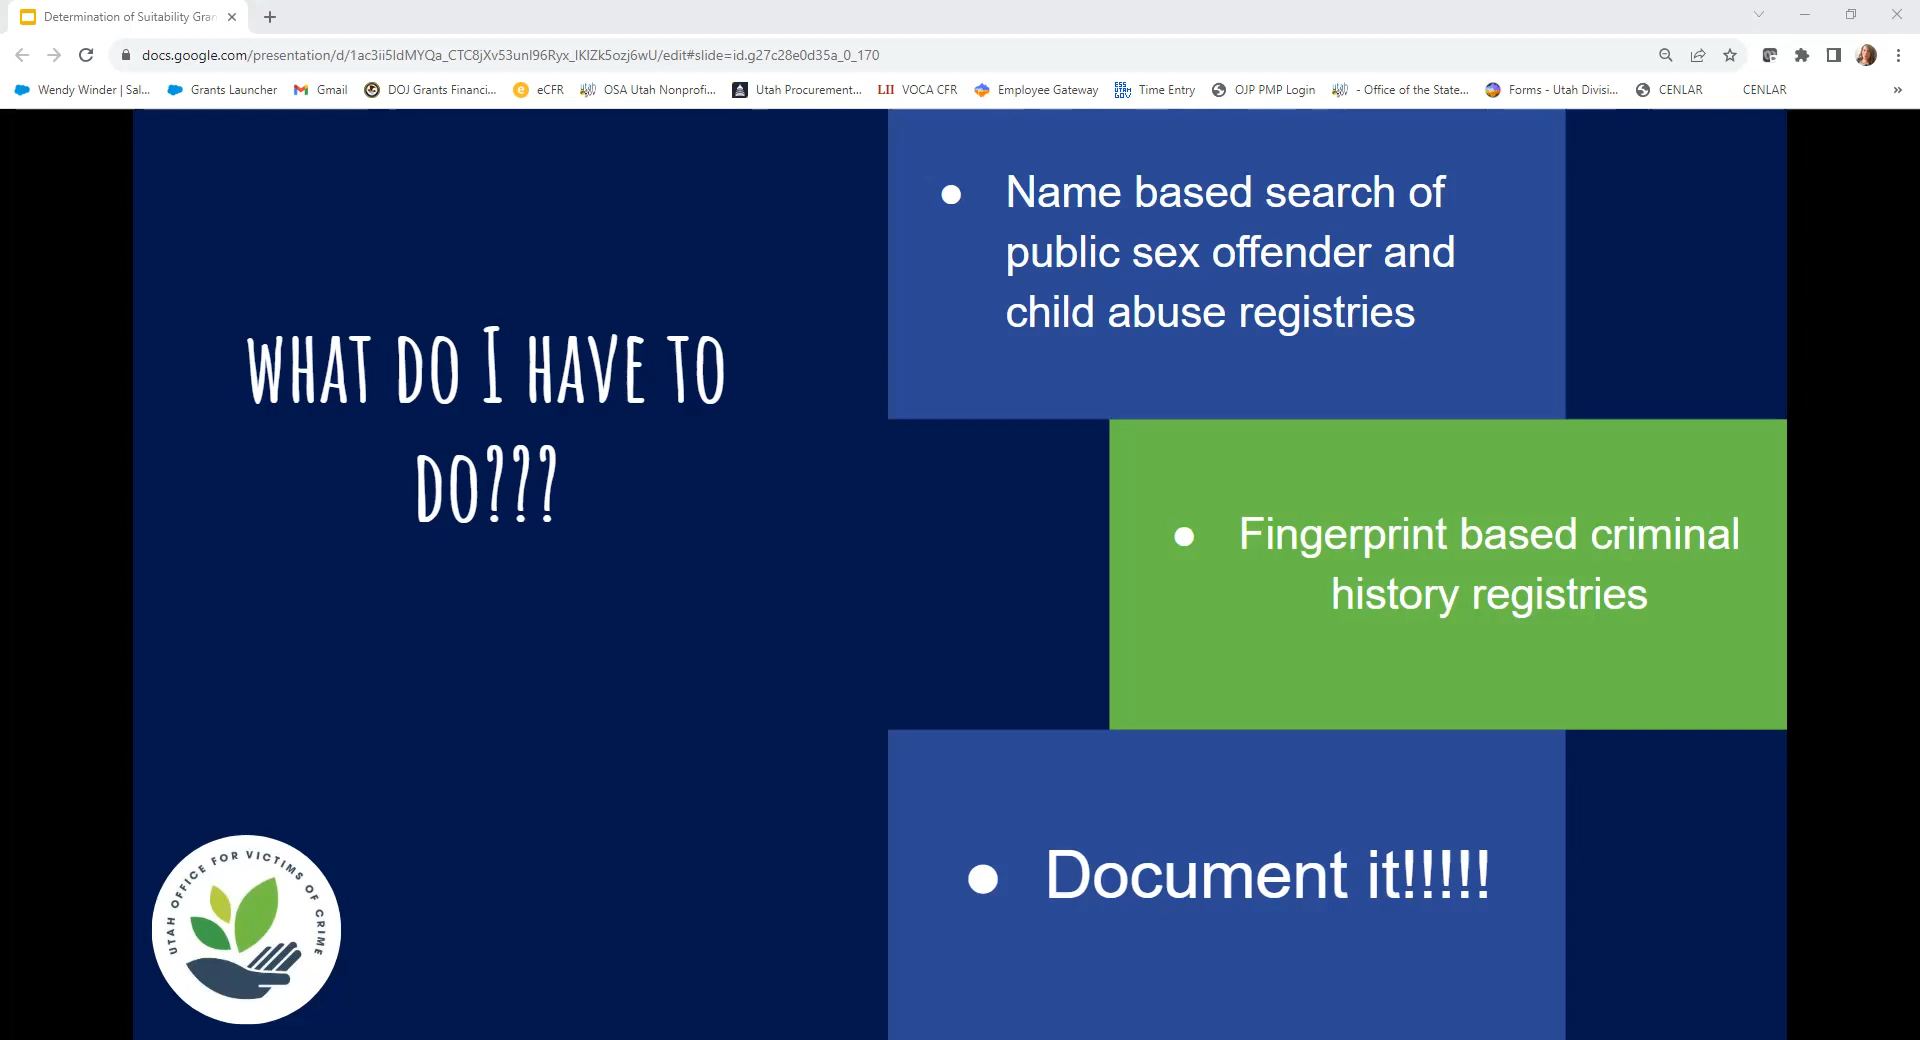 Determination of Suitability Gran
docs.google.com/presentation/d/1ac3ii5ldMYQa_CTC8jXv53unI96Ryx_lKIZk5ozj6wU/edit#slide=id.g27c28e0d35a_0_170
Wendy Winder | Sal... Grants Launcher Gmail DOJ Grants Financi... eCFR OSA Utah Nonprofi... Utah Procurement... LII VOCA CFR Employee Gateway Time Entry OJP PMP Login - Office of the State... Forms - Utah Divisi... CENLAR CENLAR »
WHAT DO I HAVE TO
DO???
● Name based search of
public sex offender and
child abuse registries
● Fingerprint based criminal
history registries
● Document it!!!!!
UTAH OFFICE FOR VICTIMS OF CRIME